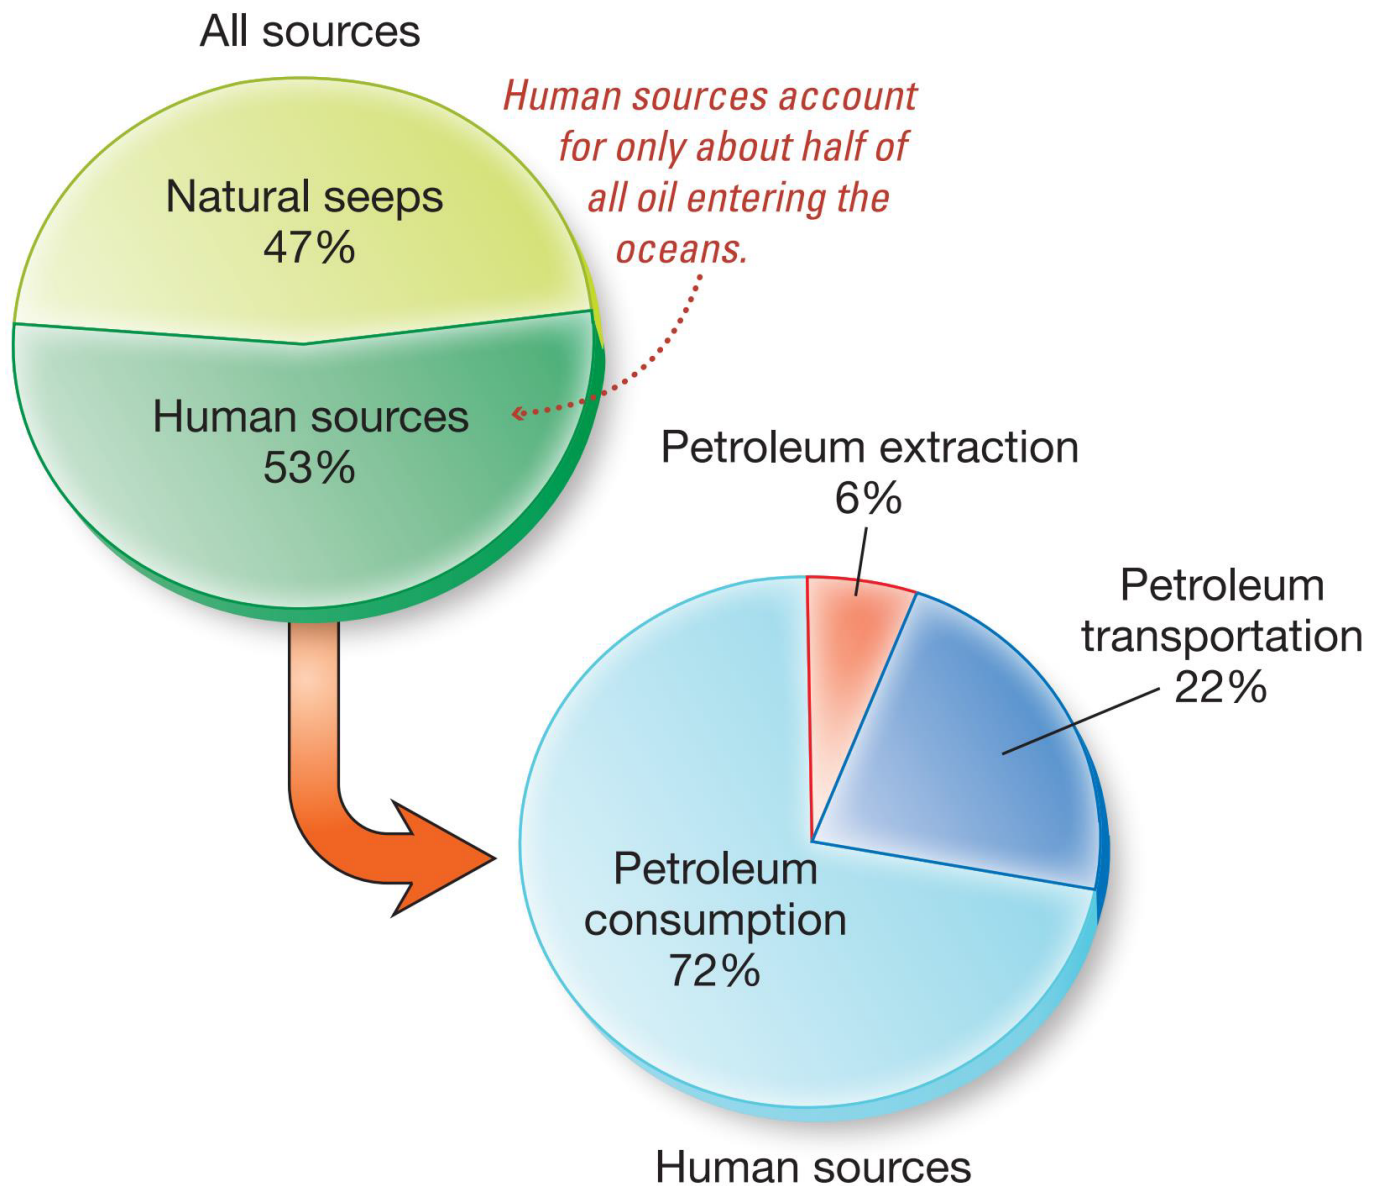 All sources
Human sources account
for only about half of
all oil entering the
oceans.
Natural seeps
47%
Human sources
53%
Petroleum extraction
6%
Petroleum
transportation
22%
Petroleum
consumption
72%
Human sources